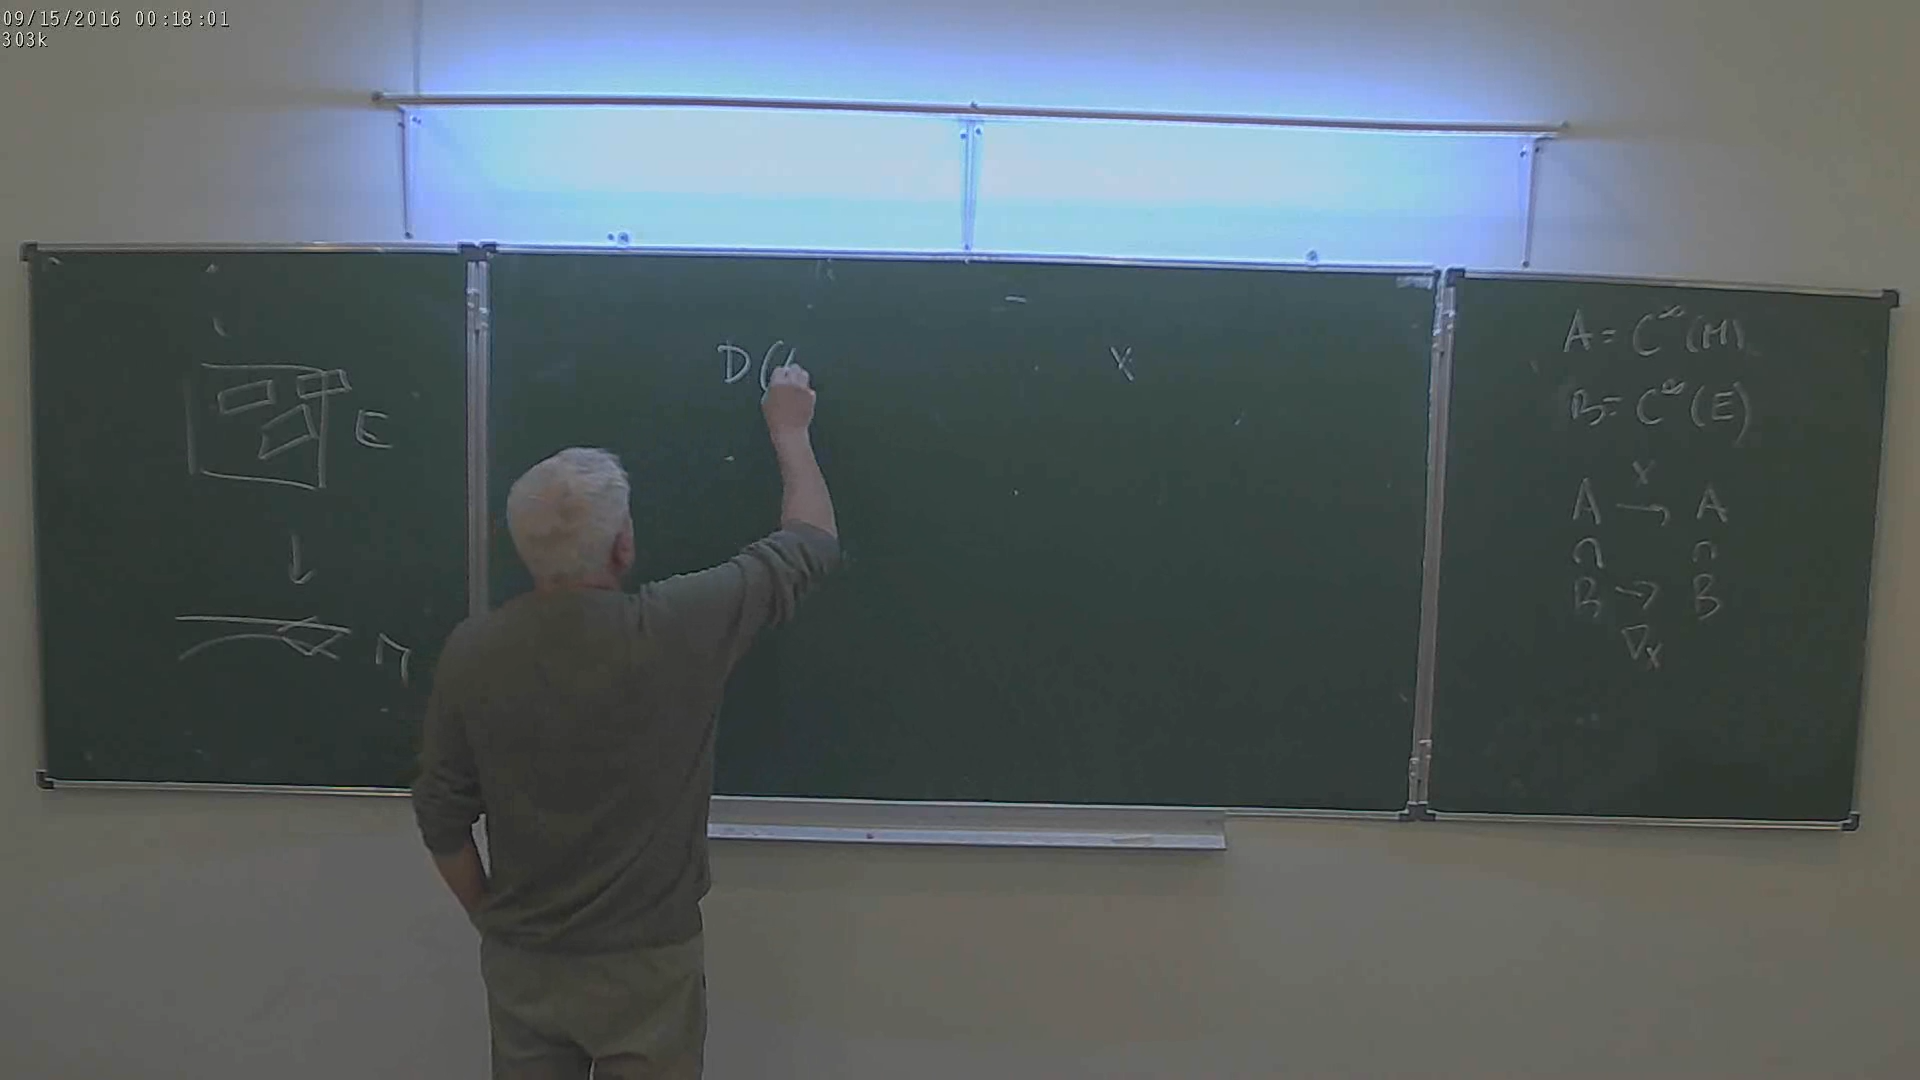 09/15/2016 00:18:01
303k
E
↓
M
D(
X
A = C^∞(M)
B = C^∞(E)
X
A → A
∩ ∩
B → B
∇_X